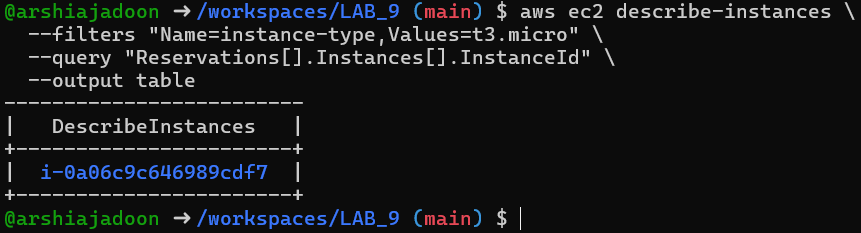 @arshiajadoon ➜ /workspaces/LAB_9 (main) $ aws ec2 describe-instances \
  --filters "Name=instance-type,Values=t3.micro" \
  --query "Reservations[].Instances[].InstanceId" \
  --output table
-------------------------
|   DescribeInstances   |
+-----------------------+
|  i-0a06c9c646989cdf7  |
+-----------------------+
@arshiajadoon ➜ /workspaces/LAB_9 (main) $